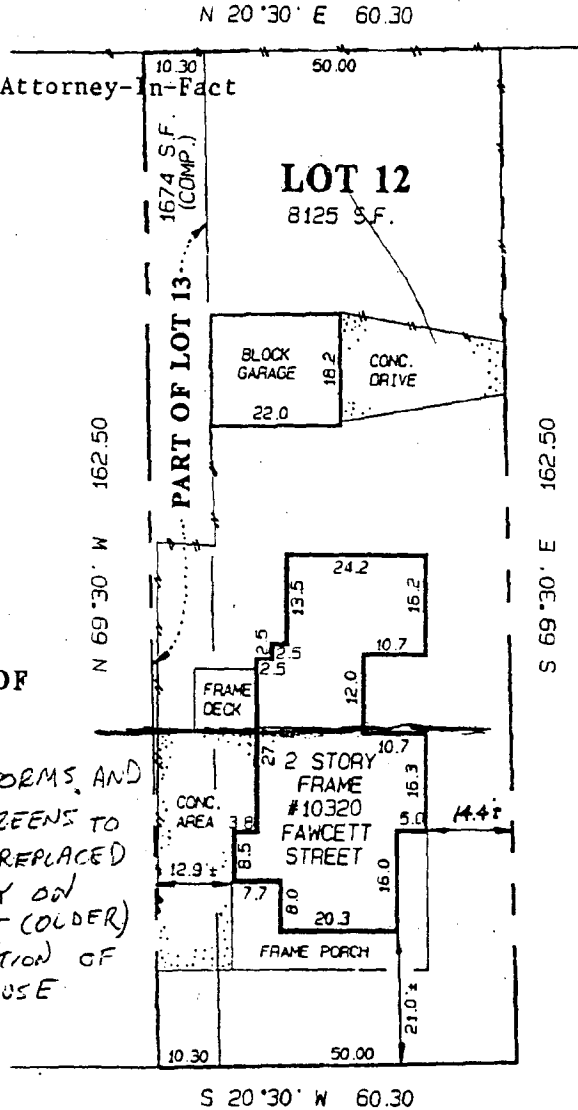 N 20°30' E 60.30
10.30 50.00
Attorney-In-Fact
1674 S.F.
(COMP.)
LOT 12
8125 S.F.
PART OF LOT 13
BLOCK
GARAGE
18.2
CONC.
DRIVE
22.0
N 69°30' W 162.50
S 69°30' E 162.50
24.2
13.5
16.2
2.5
2.5
2.5
10.7
12.0
OF
FRAME
DECK
10.7
27.
2 STORY
FRAME
#10320
FAWCETT
STREET
16.3
ORMS, AND
EENS TO
REPLACED
Y ON
T (OLDER)
TION OF
USE
CONC.
AREA
3.8
5.0
14.4±
8.5
12.9'±
7.7
8.0
16.0
20.3
FRAME PORCH
21.0'±
10.30 50.00
S 20°30' W 60.30